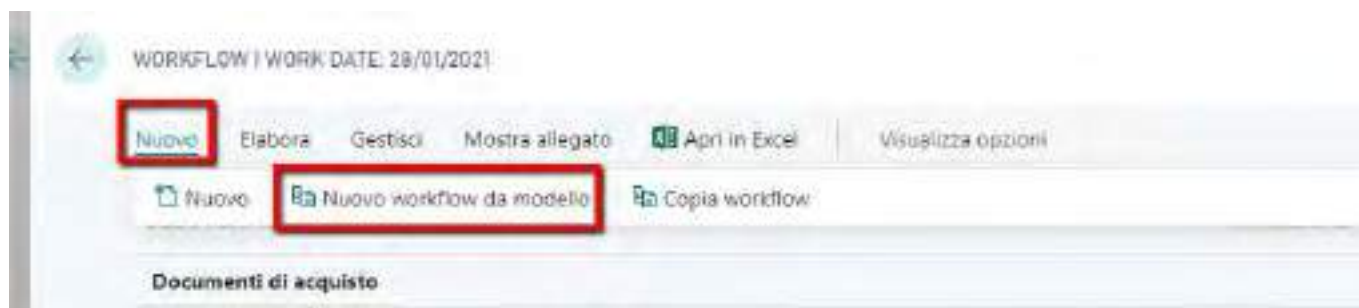 WORKFLOW | WORK DATE: 28/01/2021
Nuovo Elabora Gestisci Mostra allegato Apri in Excel Visualizza opzioni
Nuovo Nuovo workflow da modello Copia workflow
Documenti di acquisto